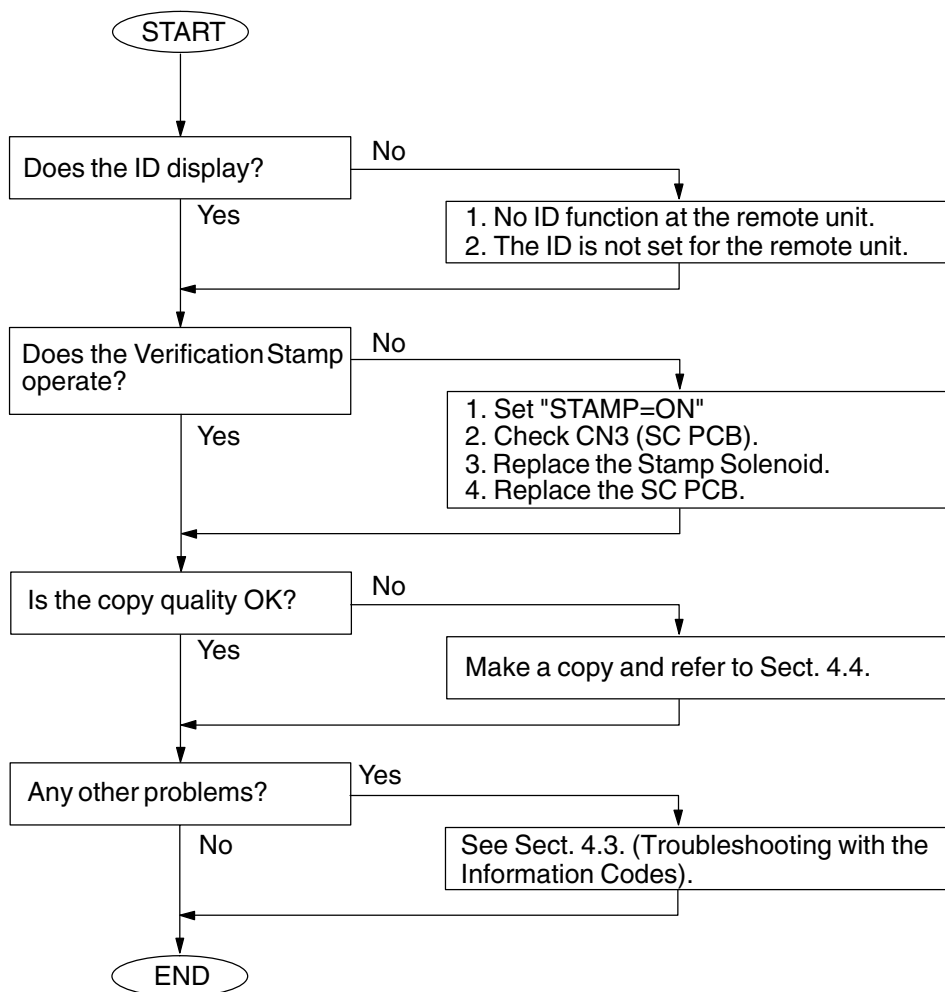 START
Does the ID display?
No
Yes
1. No ID function at the remote unit.
2. The ID is not set for the remote unit.
Does the Verification Stamp
operate?
No
Yes
1. Set "STAMP=ON"
2. Check CN3 (SC PCB).
3. Replace the Stamp Solenoid.
4. Replace the SC PCB.
Is the copy quality OK?
No
Yes
Make a copy and refer to Sect. 4.4.
Any other problems?
Yes
No
See Sect. 4.3. (Troubleshooting with the
Information Codes).
END